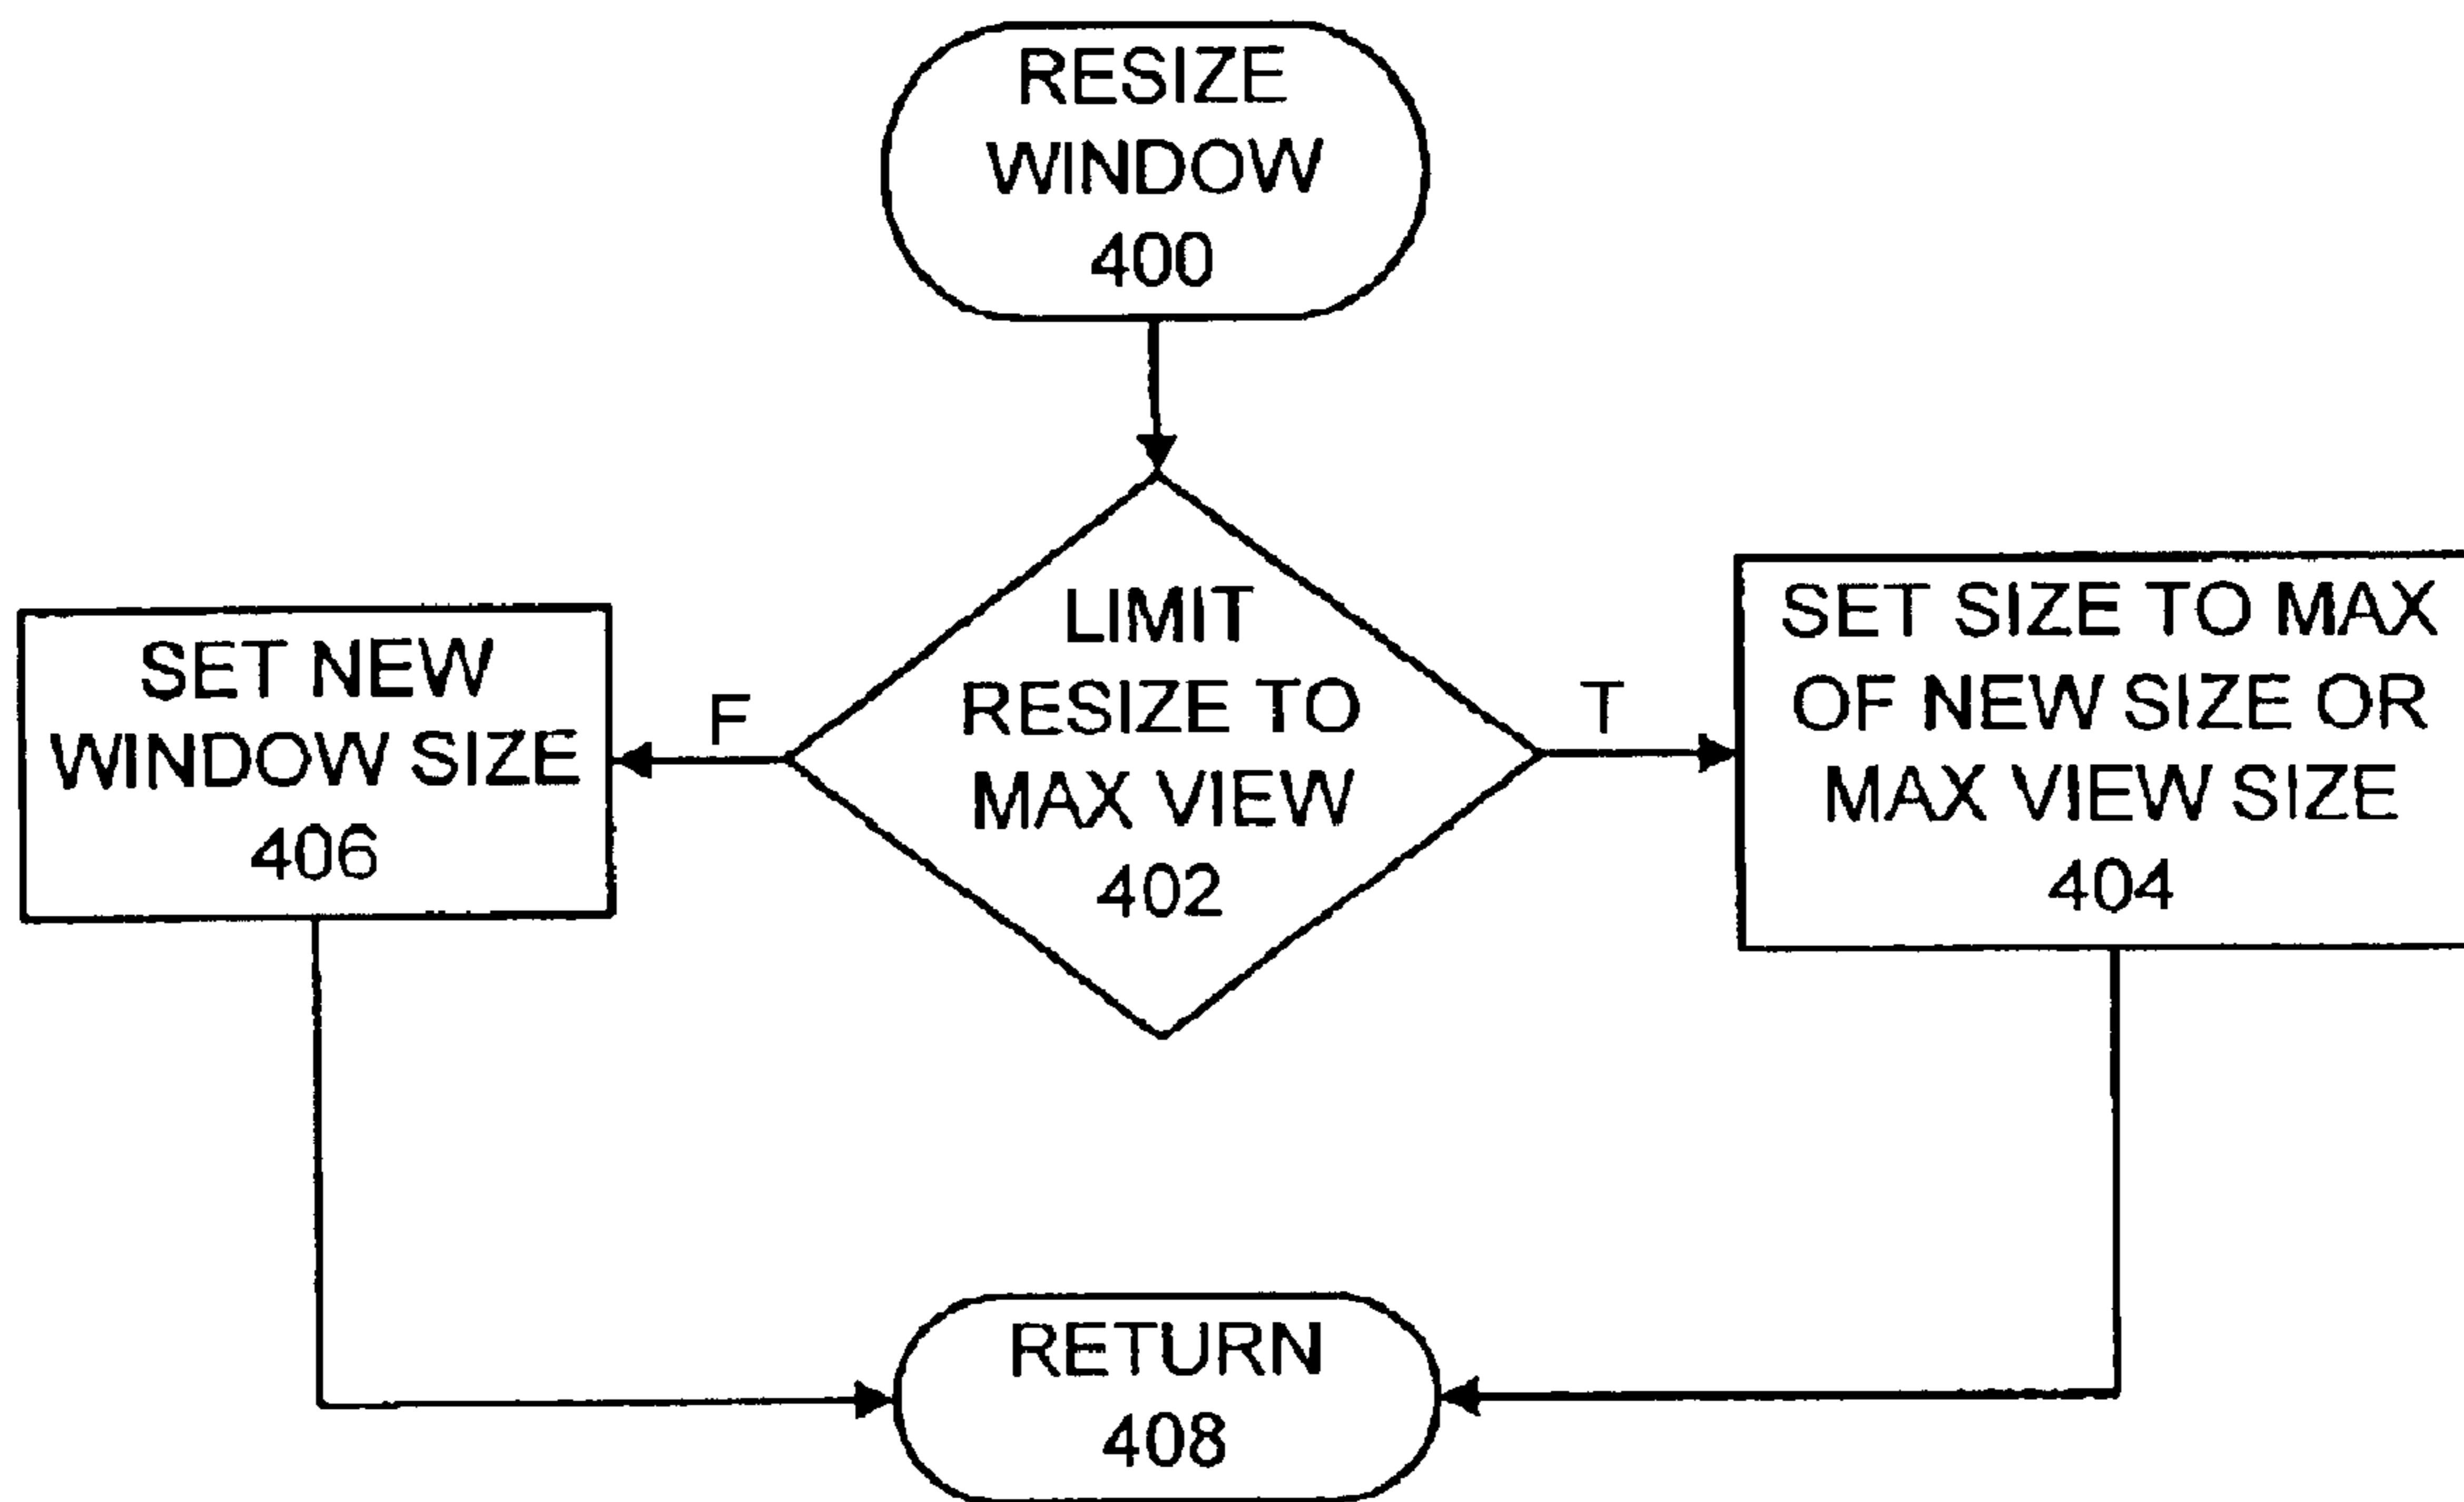 RESIZE
WINDOW
400
LIMIT
RESIZE TO
MAX VIEW
402
F
T
SET NEW
WINDOW SIZE
406
SET SIZE TO MAX
OF NEW SIZE OR
MAX VIEW SIZE
404
RETURN
408